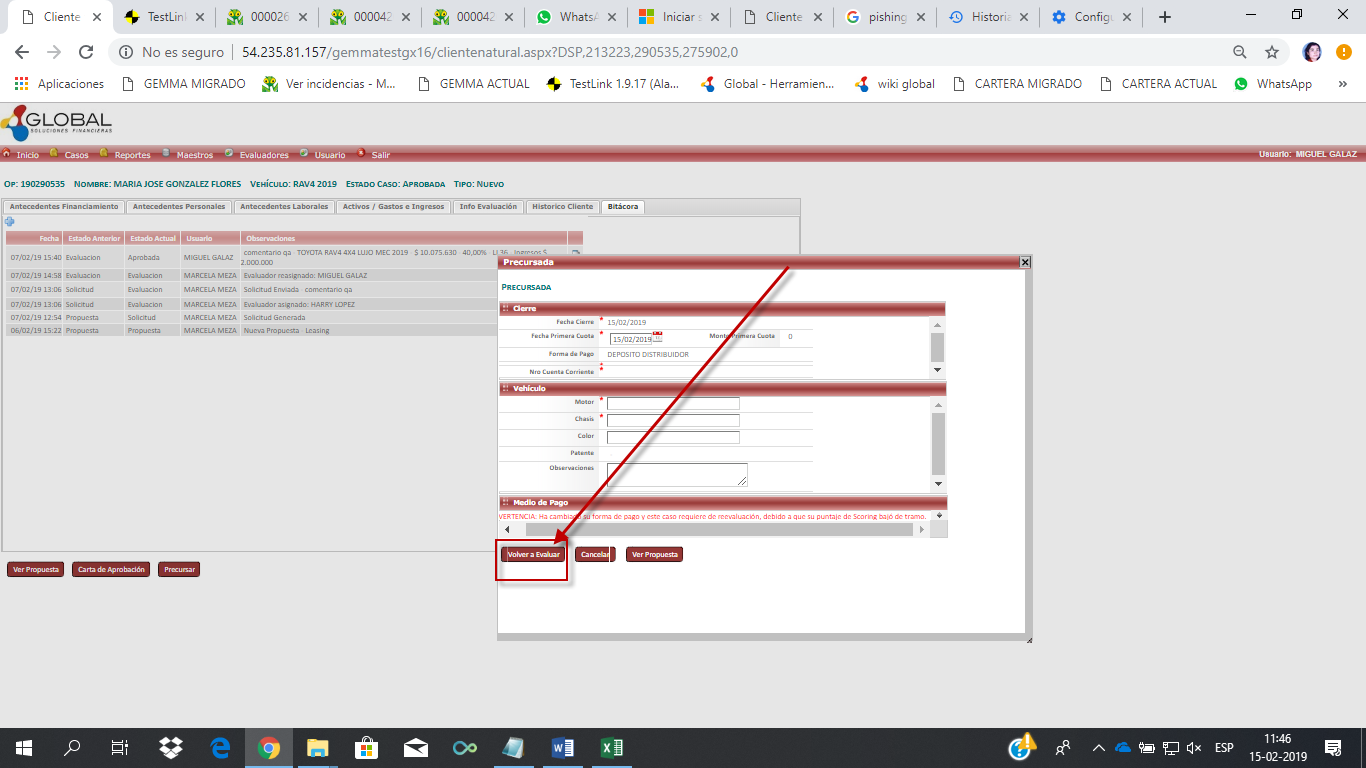 Cliente
TestLink
000026
000042
000042
WhatsA
Iniciar s
Cliente
pishing
Historia
Configu
No es seguro | 54.235.81.157/gemmatestgx16/clientenatural.aspx?DSP,213223,290535,275902,0
Aplicaciones
GEMMA MIGRADO
Ver incidencias - M...
GEMMA ACTUAL
TestLink 1.9.17 (Ala...
Global - Herramien...
wiki global
CARTERA MIGRADO
CARTERA ACTUAL
WhatsApp
»
GLOBAL
SOLUCIONES FINANCIERAS
Inicio Casos Reportes Maestros Evaluadores Usuario Salir
Usuario: MIGUEL GALAZ
OP: 190290535 NOMBRE: MARIA JOSE GONZALEZ FLORES VEHÍCULO: RAV4 2019 ESTADO CASO: APROBADA TIPO: NUEVO
Antecedentes Financiamiento Antecedentes Personales Antecedentes Laborales Activos / Gastos e Ingresos Info Evaluación Historico Cliente Bitácora
Fecha Estado Anterior Estado Actual Usuario Observaciones
07/02/19 15:40 Evaluacion Aprobada MIGUEL GALAZ comentario qa TOYOTA RAV4 4X4 LUJO MEC 2019 $ 10.075.630 40,00% LI 36 Ingresos $
2.000.000
07/02/19 14:58 Evaluacion Evaluacion MARCELA MEZA Evaluador reasignado: MIGUEL GALAZ
07/02/19 13:06 Solicitud Evaluacion MARCELA MEZA Solicitud Enviada comentario qa
07/02/19 13:06 Solicitud Evaluacion MARCELA MEZA Evaluador asignado: HARRY LOPEZ
07/02/19 12:54 Propuesta Solicitud MARCELA MEZA Solicitud Generada
06/02/19 15:22 Propuesta Propuesta MARCELA MEZA Nueva Propuesta Leasing
Ver Propuesta Carta de Aprobación Precursar
Precursada
PRECURSADA
Cierre
Fecha Cierre * 15/02/2019
Fecha Primera Cuota * 15/02/2019 Monto Primera Cuota 0
Forma de Pago DEPOSITO DISTRIBUIDOR
Nro Cuenta Corriente *
Vehículo
Motor *
Chasis *
Color
Patente
Observaciones
Medio de Pago
VERTENCIA: Ha cambiado su forma de pago y este caso requiere de reevaluación, debido a que su puntaje de Scoring bajó de tramo.
Volver a Evaluar Cancelar Ver Propuesta
ESP
11:46
15-02-2019